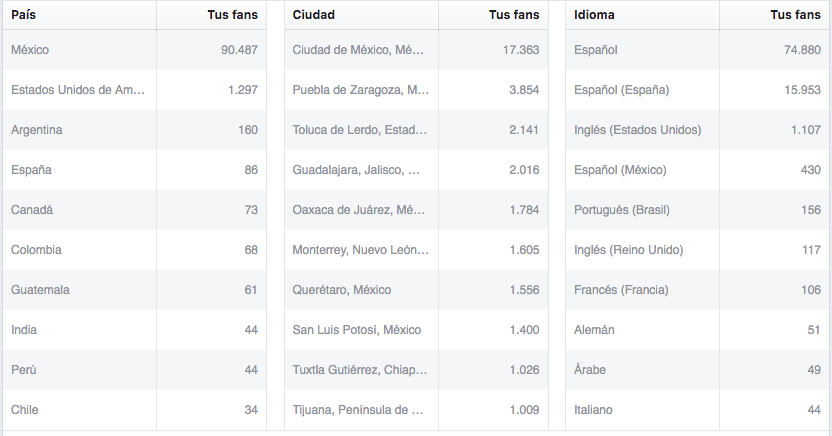 País Tus fans Ciudad Tus fans Idioma Tus fans
México 90.487 Ciudad de México, Mé… 17.363 Español 74.880
Estados Unidos de Am… 1.297 Puebla de Zaragoza, M… 3.854 Español (España) 15.953
Argentina 160 Toluca de Lerdo, Estad… 2.141 Inglés (Estados Unidos) 1.107
España 86 Guadalajara, Jalisco, … 2.016 Español (México) 430
Canadá 73 Oaxaca de Juárez, Mé… 1.784 Portugués (Brasil) 156
Colombia 68 Monterrey, Nuevo León… 1.605 Inglés (Reino Unido) 117
Guatemala 61 Querétaro, México 1.556 Francés (Francia) 106
India 44 San Luis Potosí, México 1.400 Alemán 51
Perú 44 Tuxtla Gutiérrez, Chiap… 1.026 Árabe 49
Chile 34 Tijuana, Península de … 1.009 Italiano 44